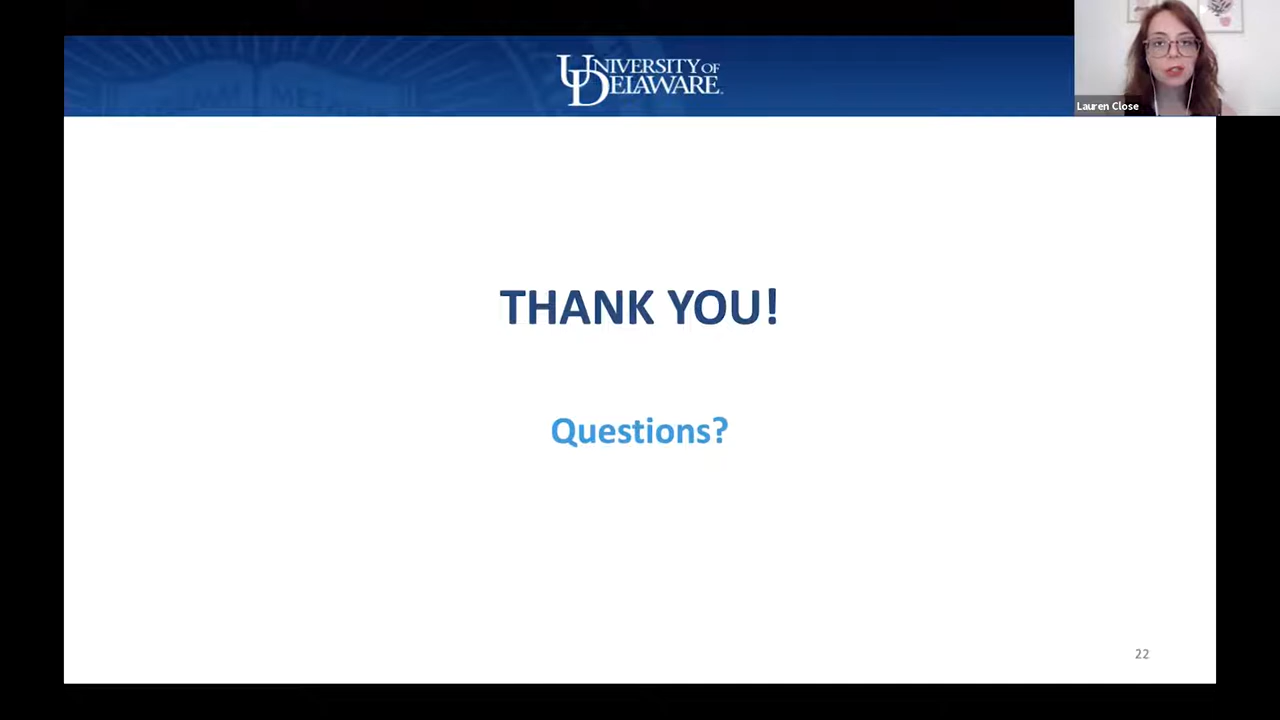 UNIVERSITY OF
DELAWARE.
Lauren Close
THANK YOU!
Questions?
22